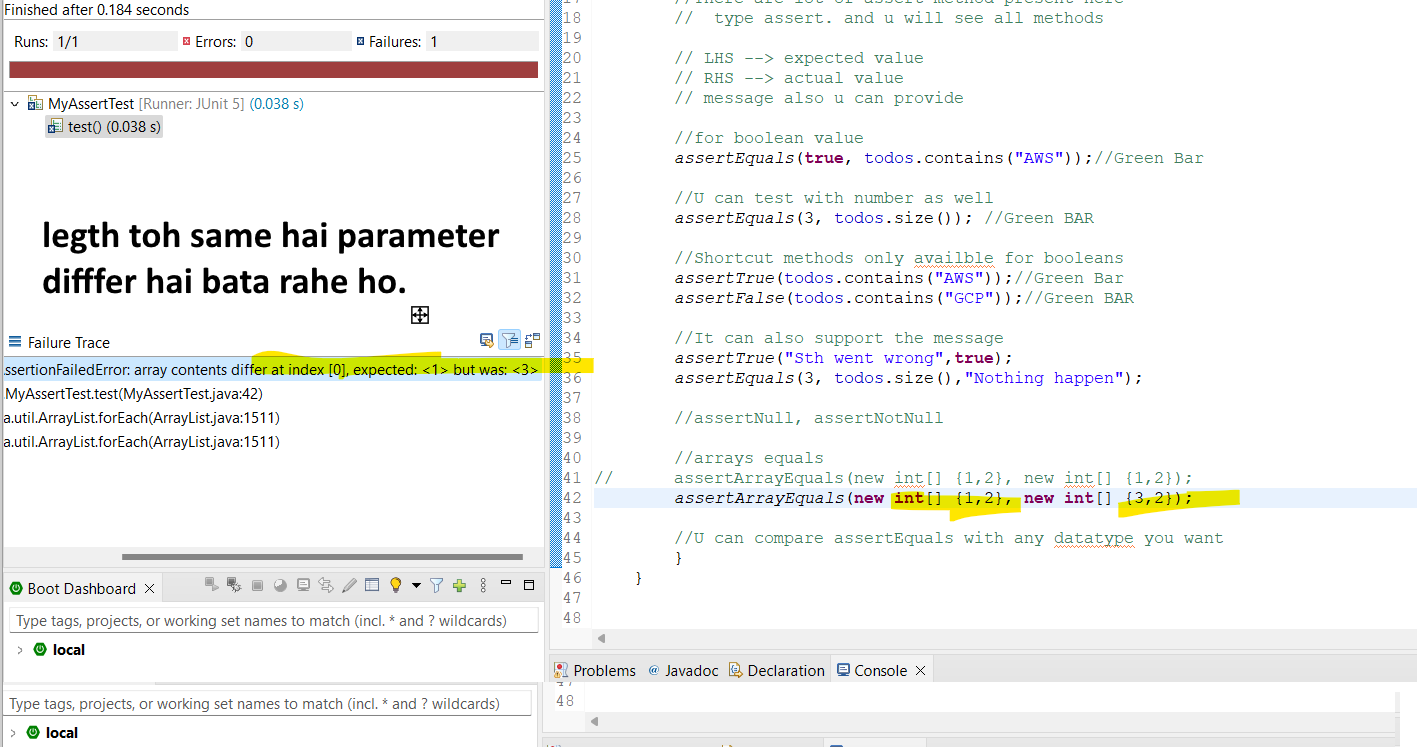 Finished after 0.184 seconds
Runs: 1/1 Errors: 0 Failures: 1
MyAssertTest [Runner: JUnit 5] (0.038 s)
test() (0.038 s)
legth toh same hai parameter
difffer hai bata rahe ho.
Failure Trace
ssertionFailedError: array contents differ at index [0], expected: <1> but was: <3>
MyAssertTest.test(MyAssertTest.java:42)
a.util.ArrayList.forEach(ArrayList.java:1511)
a.util.ArrayList.forEach(ArrayList.java:1511)
Boot Dashboard
Type tags, projects, or working set names to match (incl. * and ? wildcards)
local
Type tags, projects, or working set names to match (incl. * and ? wildcards)
local
18 // type assert. and u will see all methods
19
20 // LHS --> expected value
21 // RHS --> actual value
22 // message also u can provide
23
24 //for boolean value
25 assertEquals(true, todos.contains("AWS"));//Green Bar
26
27 //U can test with number as well
28 assertEquals(3, todos.size()); //Green BAR
29
30 //Shortcut methods only availble for booleans
31 assertTrue(todos.contains("AWS"));//Green Bar
32 assertFalse(todos.contains("GCP"));//Green BAR
33
34 //It can also support the message
35 assertTrue("Sth went wrong",true);
36 assertEquals(3, todos.size(),"Nothing happen");
37
38 //assertNull, assertNotNull
39
40 //arrays equals
41 // assertArrayEquals(new int[] {1,2}, new int[] {1,2});
42 assertArrayEquals(new int[] {1,2}, new int[] {3,2});
43
44 //U can compare assertEquals with any datatype you want
45 }
46 }
47
48
Problems @ Javadoc Declaration Console
48